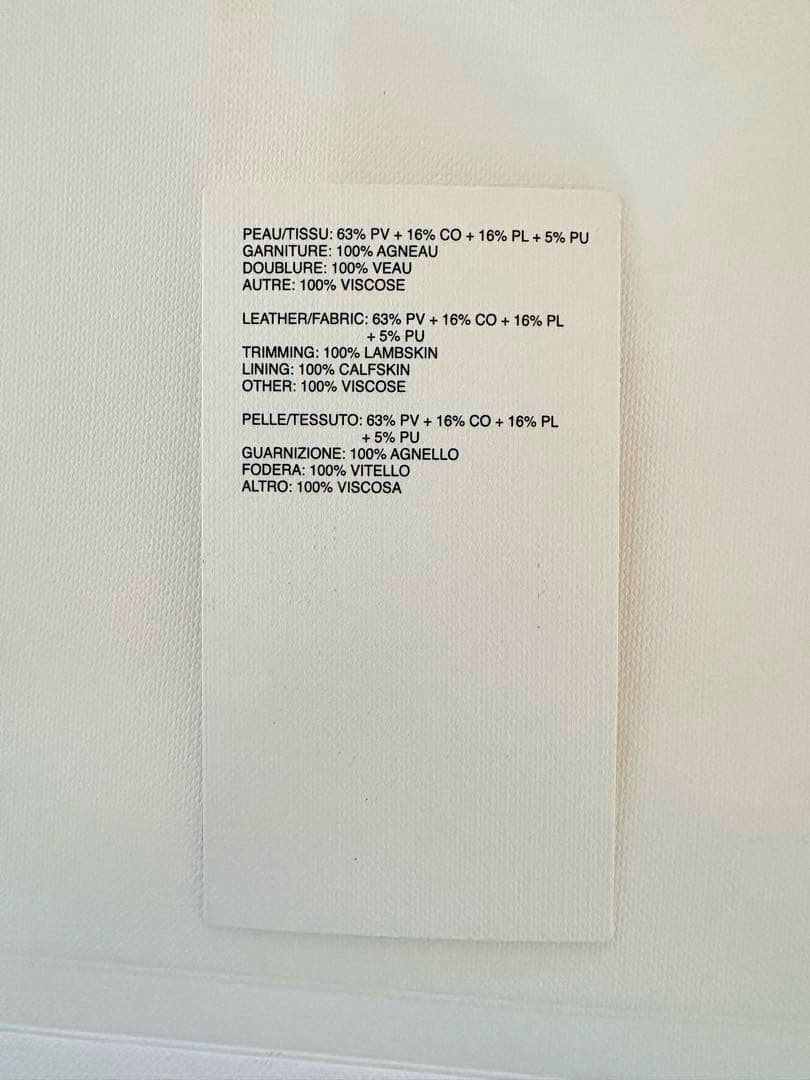 PEAU/TISSU: 63% PV + 16% CO + 16% PL + 5% PU
GARNITURE: 100% AGNEAU
DOUBLURE: 100% VEAU
AUTRE: 100% VISCOSE
LEATHER/FABRIC: 63% PV + 16% CO + 16% PL
+ 5% PU
TRIMMING: 100% LAMBSKIN
LINING: 100% CALFSKIN
OTHER: 100% VISCOSE
PELLE/TESSUTO: 63% PV + 16% CO + 16% PL
+ 5% PU
GUARNIZIONE: 100% AGNELLO
FODERA: 100% VITELLO
ALTRO: 100% VISCOSA